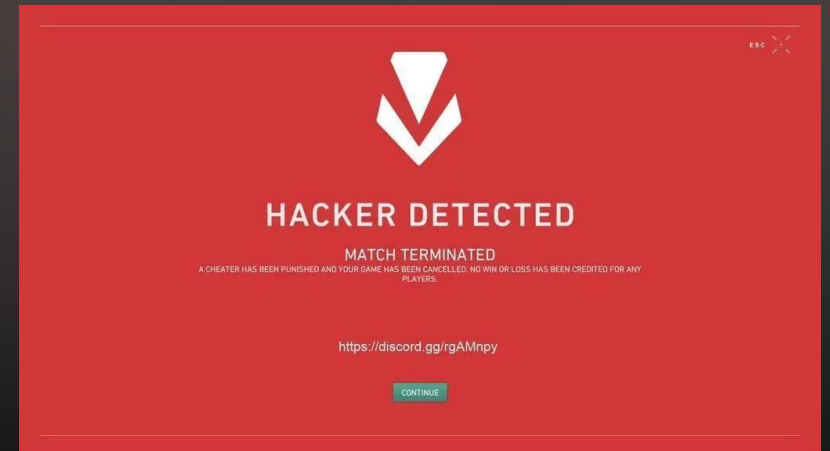 ESC
HACKER DETECTED
MATCH TERMINATED
A CHEATER HAS BEEN PUNISHED AND YOUR GAME HAS BEEN CANCELLED, NO WIN OR LOSS HAS BEEN CREDITED FOR ANY
PLAYERS.
https://discord.gg/rgAMnpy
CONTINUE